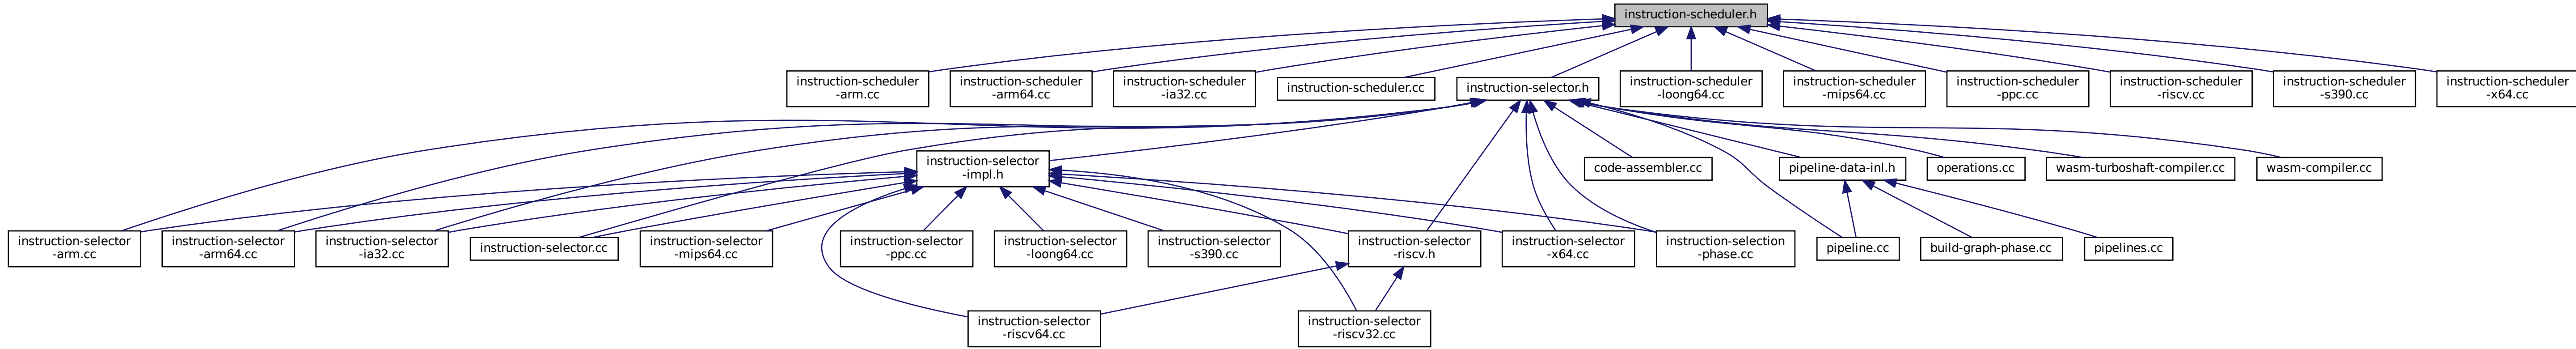 instruction-scheduler.h
instruction-scheduler
-arm.cc
instruction-scheduler
-arm64.cc
instruction-scheduler
-ia32.cc
instruction-scheduler.cc
instruction-selector.h
instruction-scheduler
-loong64.cc
instruction-scheduler
-mips64.cc
instruction-scheduler
-ppc.cc
instruction-scheduler
-riscv.cc
instruction-scheduler
-s390.cc
instruction-scheduler
-x64.cc
instruction-selector
-impl.h
code-assembler.cc
pipeline-data-inl.h
operations.cc
wasm-turboshaft-compiler.cc
wasm-compiler.cc
instruction-selector
-arm.cc
instruction-selector
-arm64.cc
instruction-selector
-ia32.cc
instruction-selector.cc
instruction-selector
-mips64.cc
instruction-selector
-ppc.cc
instruction-selector
-loong64.cc
instruction-selector
-s390.cc
instruction-selector
-riscv.h
instruction-selector
-x64.cc
instruction-selection
-phase.cc
pipeline.cc
build-graph-phase.cc
pipelines.cc
instruction-selector
-riscv64.cc
instruction-selector
-riscv32.cc